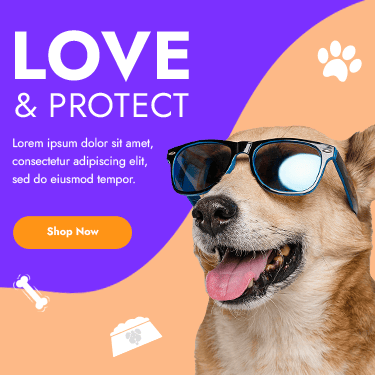 LOVE
& PROTECT
Lorem ipsum dolor sit amet,
consectetur adipiscing elit,
sed do eiusmod tempor.
Shop Now